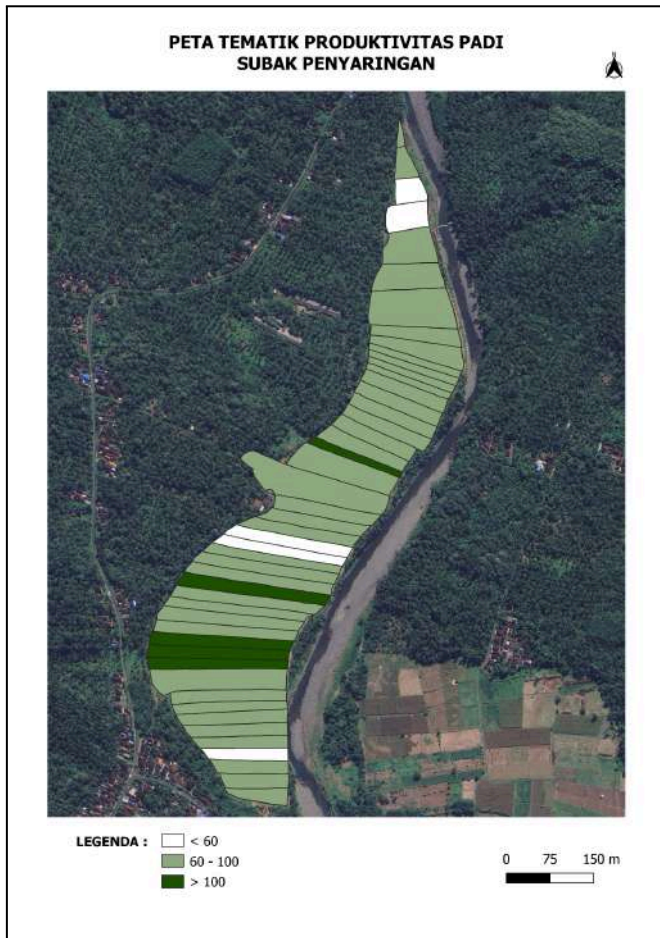 PETA TEMATIK PRODUKTIVITAS PADI
SUBAK PENYARINGAN
N
LEGENDA :
< 60
60 - 100
> 100
0 75 150 m